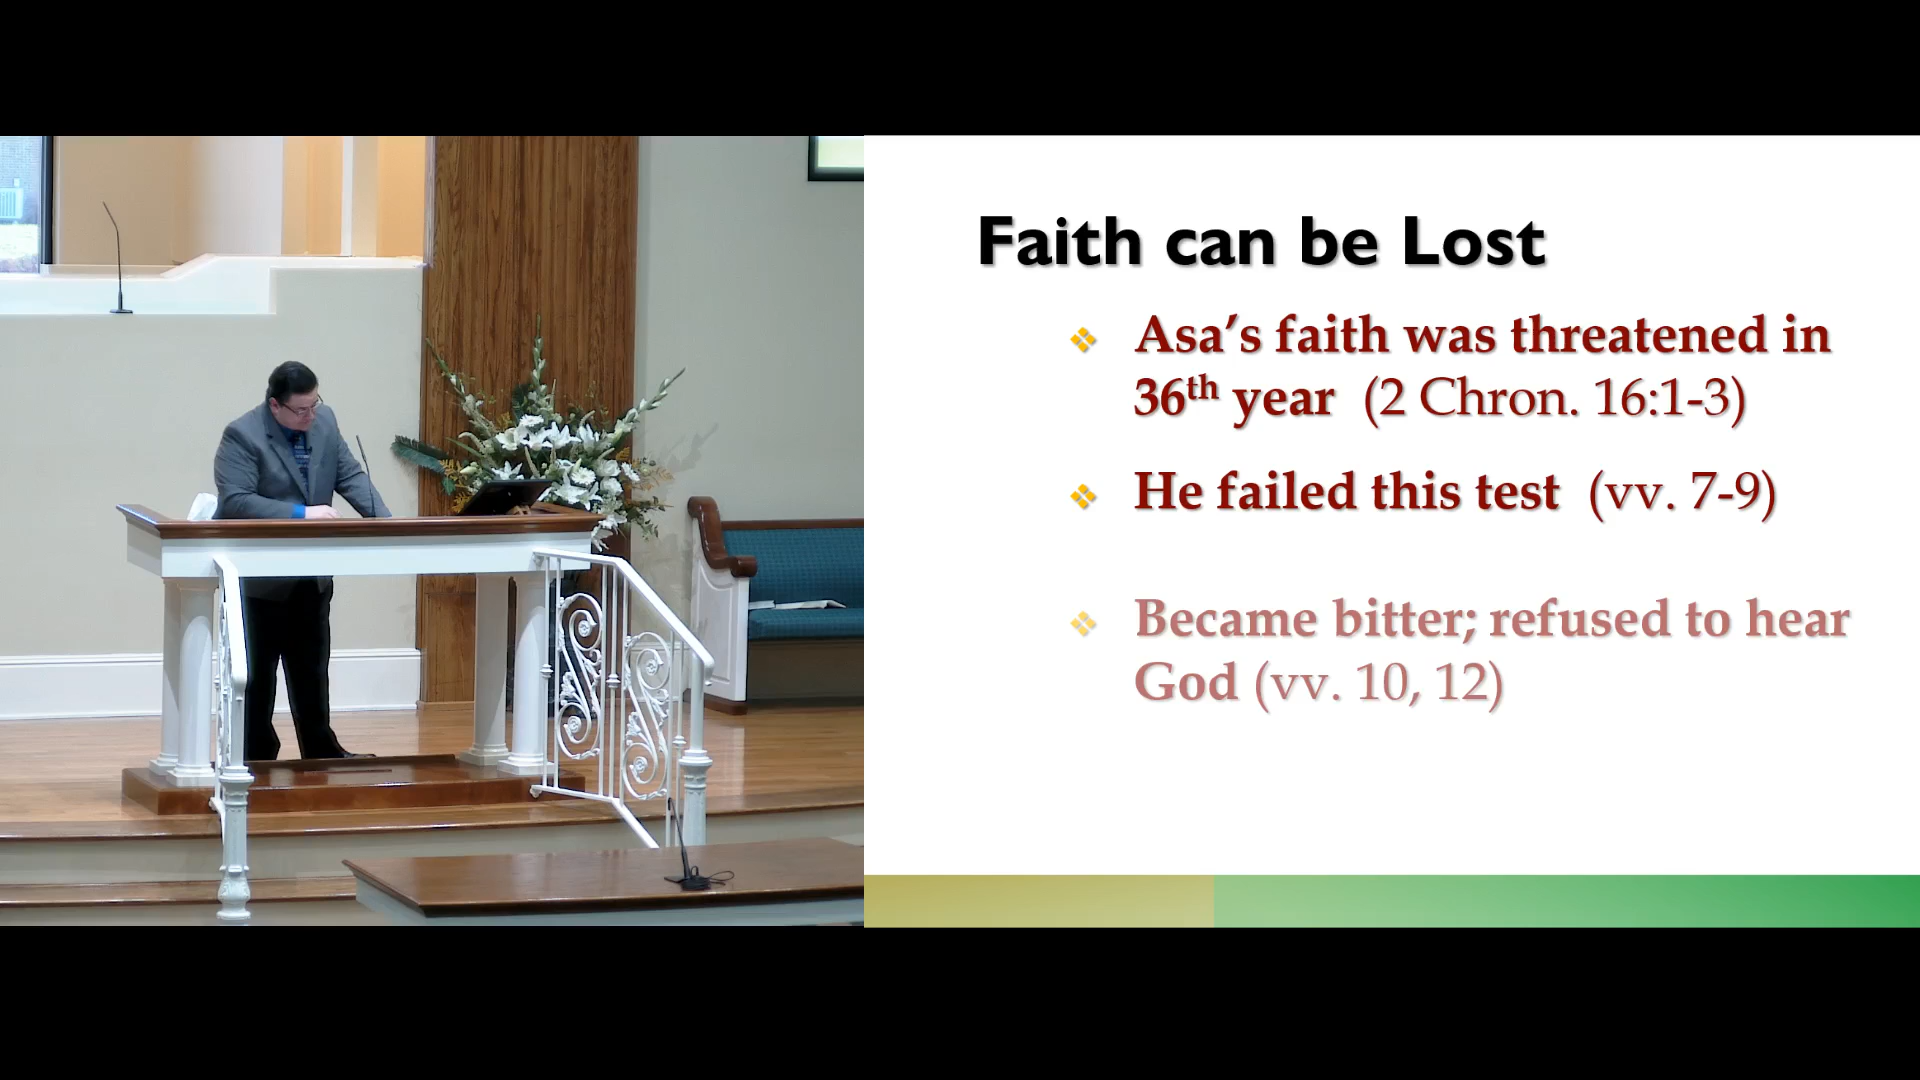 Faith can be Lost
Asa’s faith was threatened in
36th year (2 Chron. 16:1-3)
He failed this test (vv. 7-9)
Became bitter; refused to hear
God (vv. 10, 12)